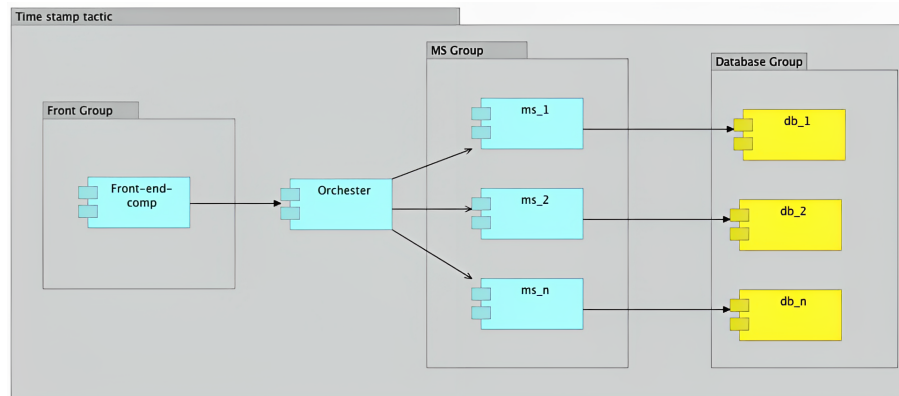 Time stamp tactic
MS Group
Database Group
Front Group
ms_1
db_1
Front-end-
comp
Orchester
ms_2
db_2
ms_n
db_n